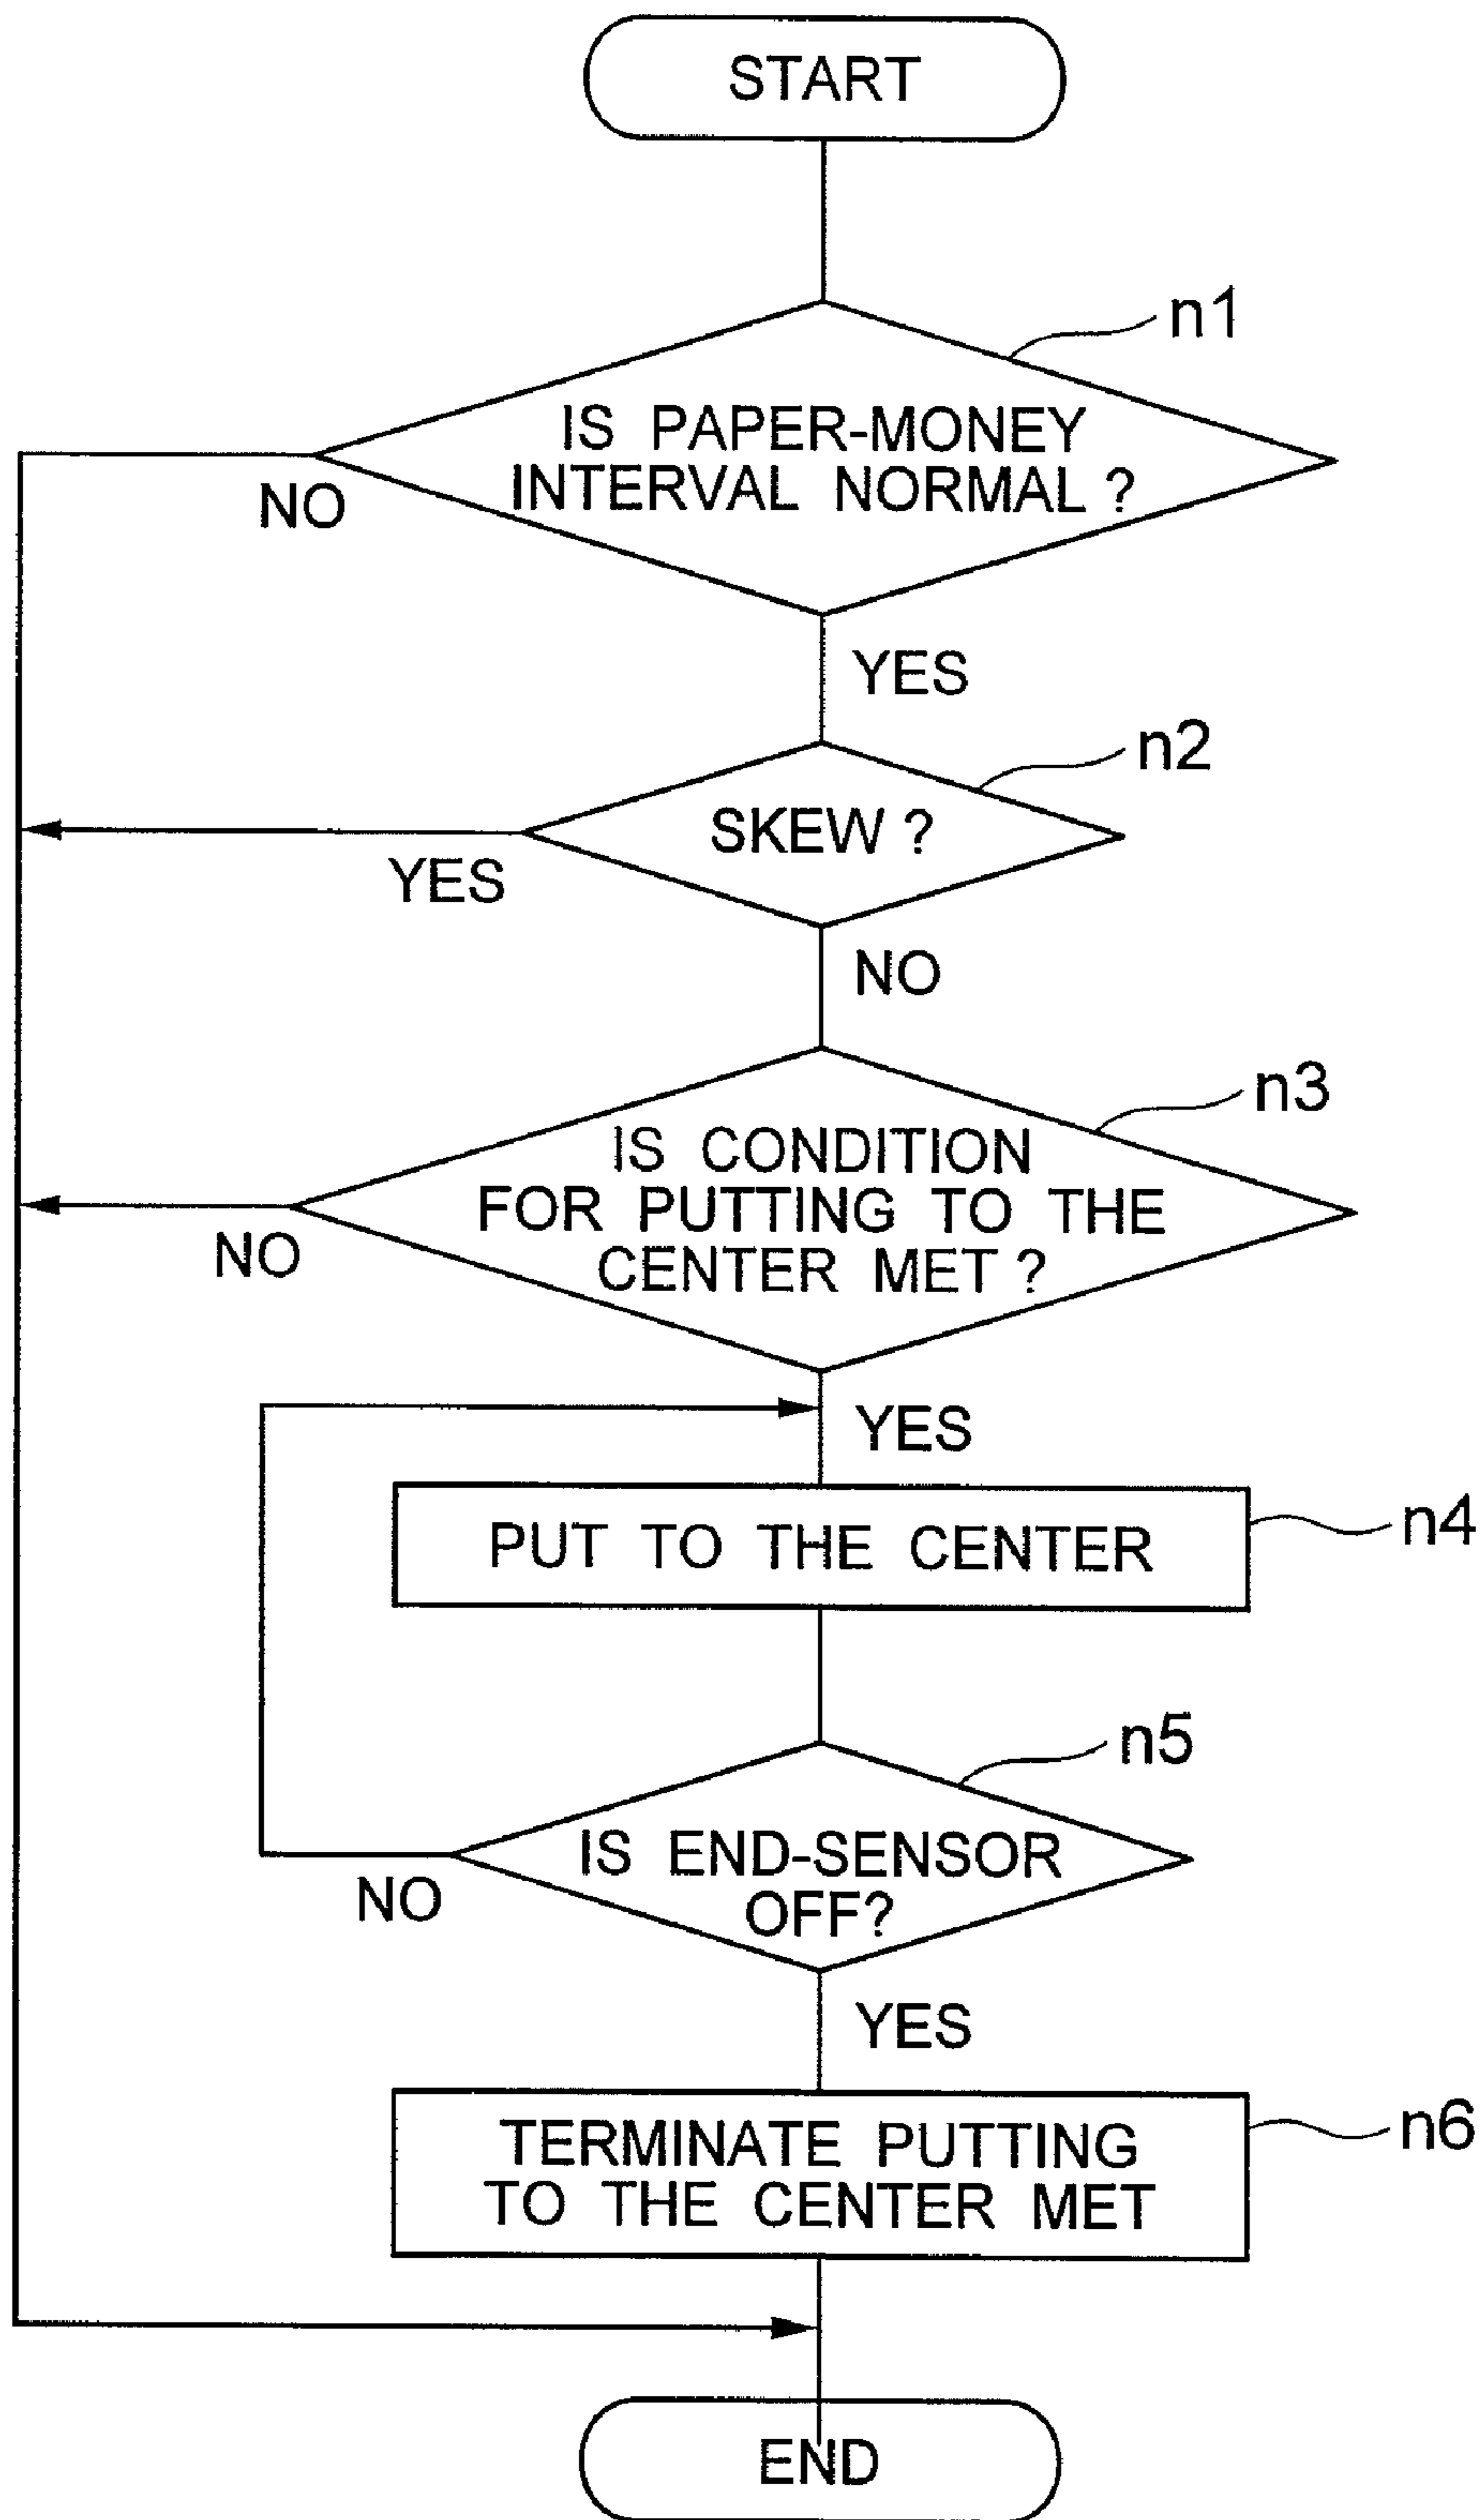 START
n1
IS PAPER-MONEY
INTERVAL NORMAL ?
NO
YES
n2
SKEW ?
YES
NO
n3
IS CONDITION
FOR PUTTING TO THE
CENTER MET ?
NO
YES
PUT TO THE CENTER
n4
n5
IS END-SENSOR
OFF?
NO
YES
TERMINATE PUTTING
TO THE CENTER MET
n6
END